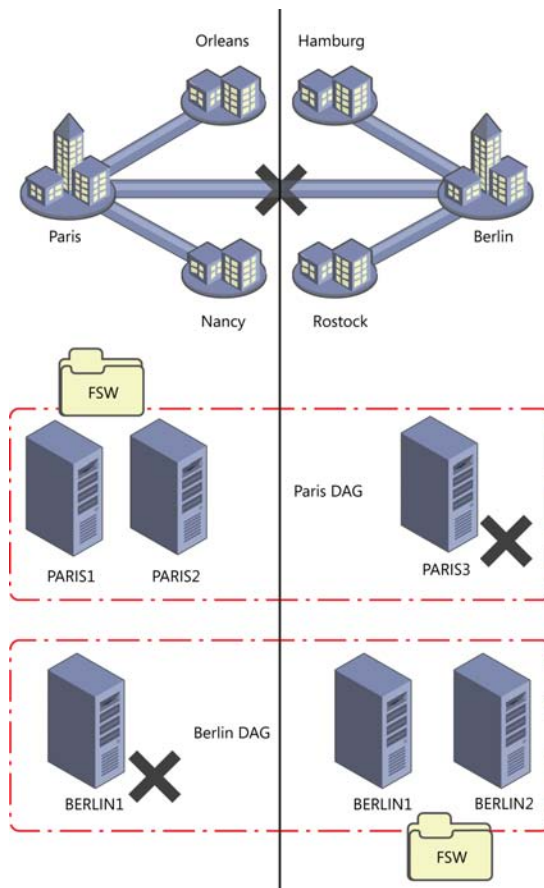 Orleans
Hamburg
Paris
Berlin
Nancy
Rostock
FSW
Paris DAG
PARIS1
PARIS2
PARIS3
Berlin DAG
BERLIN1
BERLIN1
BERLIN2
FSW